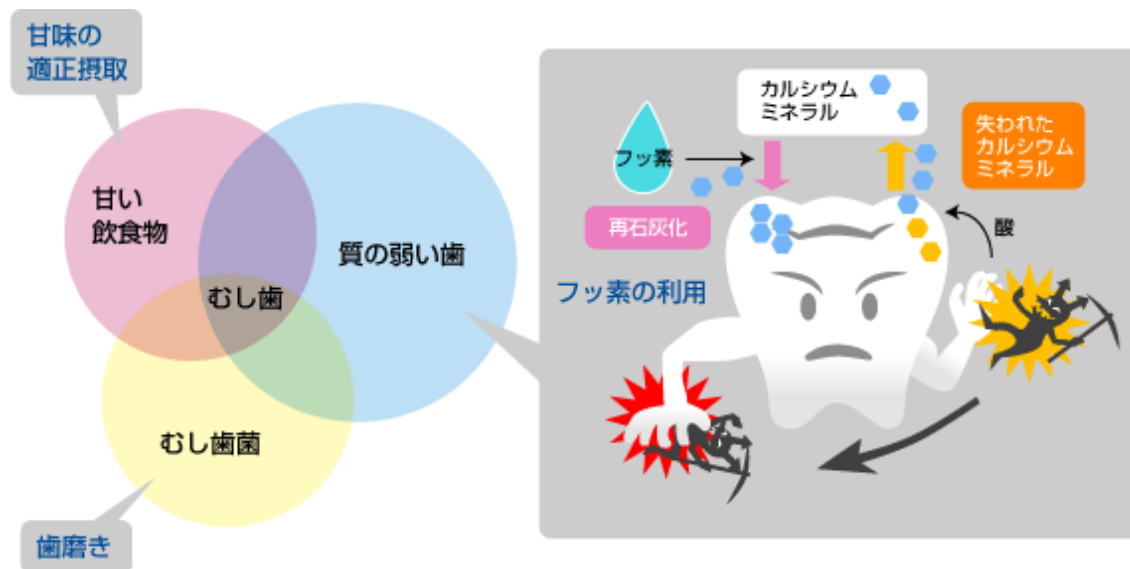 甘味の
適正摂取
甘い
飲食物
質の弱い歯
むし歯
むし歯菌
歯磨き
カルシウム
ミネラル
フッ素
失われた
カルシウム
ミネラル
再石灰化
酸
フッ素の利用